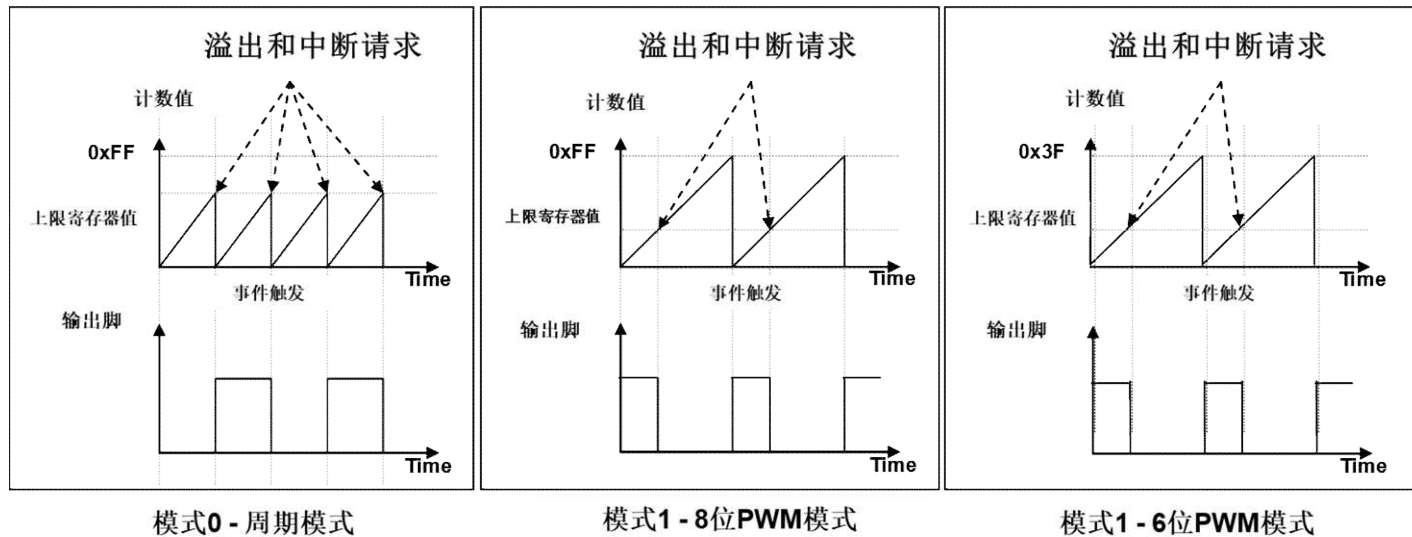 溢出和中断请求
计数值
0xFF
上限寄存器值
Time
事件触发
输出脚
Time
模式0 - 周期模式
溢出和中断请求
计数值
0xFF
上限寄存器值
Time
事件触发
输出脚
Time
模式1 - 8位PWM模式
溢出和中断请求
计数值
0x3F
上限寄存器值
Time
事件触发
输出脚
Time
模式1 - 6位PWM模式